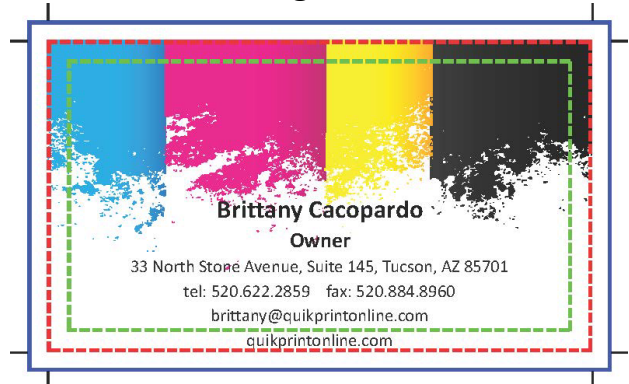 Brittany Cacopardo
Owner
33 North Stone Avenue, Suite 145, Tucson, AZ 85701
tel: 520.622.2859 fax: 520.884.8960
brittany@quikprintonline.com
quikprintonline.com